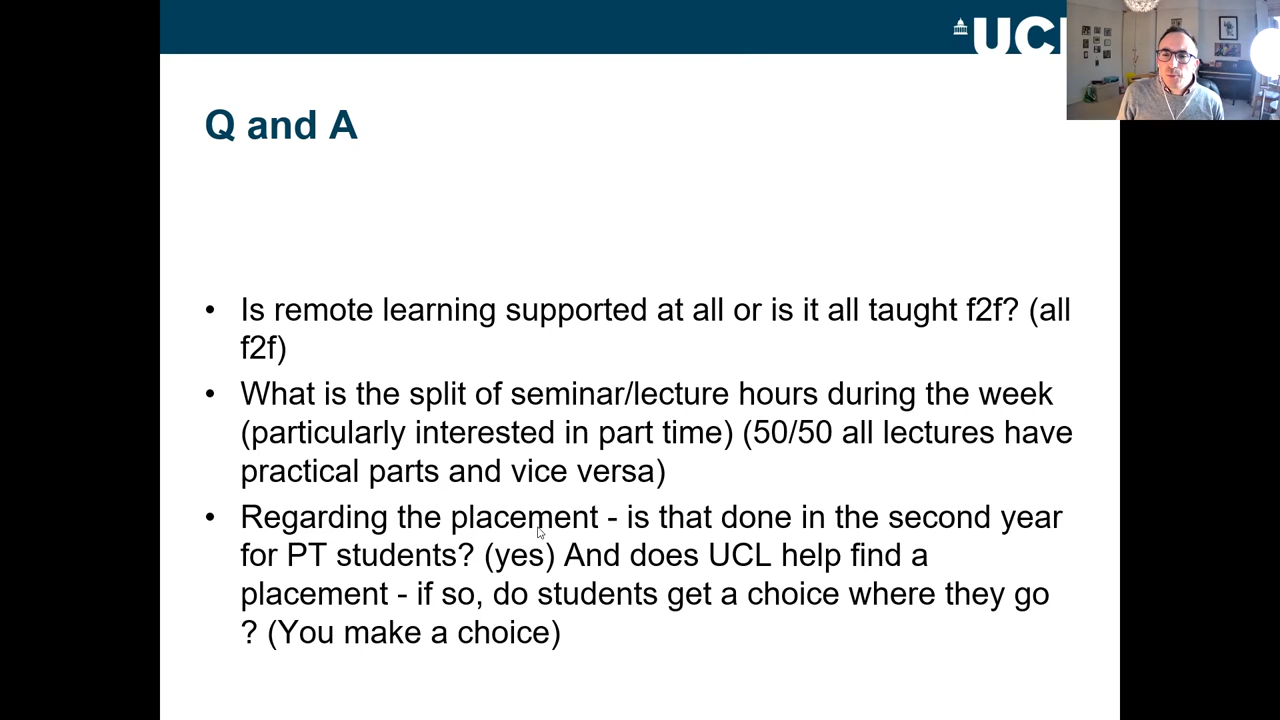 UCL
Q and A
• Is remote learning supported at all or is it all taught f2f? (all
f2f)
• What is the split of seminar/lecture hours during the week
(particularly interested in part time) (50/50 all lectures have
practical parts and vice versa)
• Regarding the placement - is that done in the second year
for PT students? (yes) And does UCL help find a
placement - if so, do students get a choice where they go
? (You make a choice)